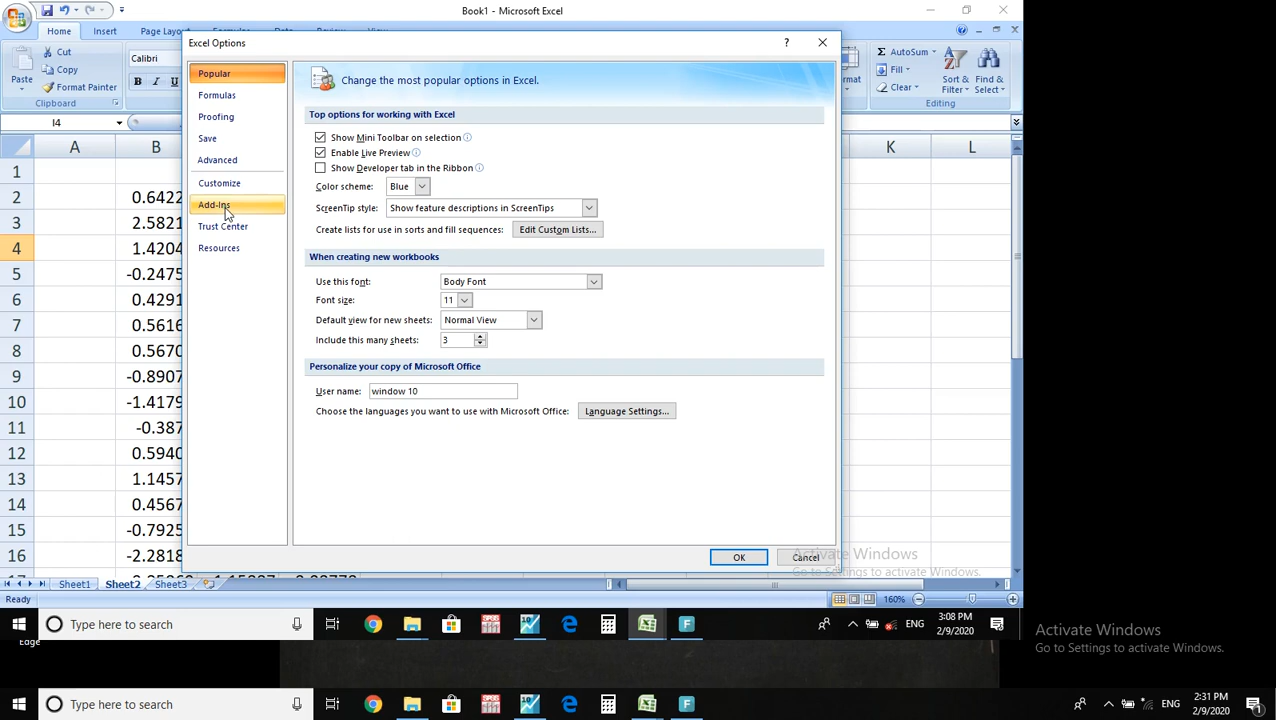 Book1 - Microsoft Excel
Home Insert Page Layout
Excel Options
Cut
Copy
Format Painter
Paste
Clipboard
Calibri
B I U
AutoSum
Fill
Clear
Sort & Filter
Find & Select
Editing
I4
A B K L
1
2 0.6422
3 2.5821
4 1.4204
5 -0.2475
6 0.4291
7 0.5616
8 0.5670
9 -0.8907
10 -1.4179
11 -0.387
12 0.5940
13 1.1457
14 0.4567
15 -0.7925
16 -2.2818
Popular
Formulas
Proofing
Save
Advanced
Customize
Add-Ins
Trust Center
Resources
Change the most popular options in Excel.
Top options for working with Excel
Show Mini Toolbar on selection
Enable Live Preview
Show Developer tab in the Ribbon
Color scheme: Blue
ScreenTip style: Show feature descriptions in ScreenTips
Create lists for use in sorts and fill sequences: Edit Custom Lists...
When creating new workbooks
Use this font: Body Font
Font size: 11
Default view for new sheets: Normal View
Include this many sheets: 3
Personalize your copy of Microsoft Office
User name: window 10
Choose the languages you want to use with Microsoft Office: Language Settings...
OK Cancel
Activate Windows
Go to Settings to activate Windows.
Sheet1 Sheet2 Sheet3
Ready
160%
Type here to search
ENG
3:08 PM
2/9/2020
Activate Windows
Go to Settings to activate Windows.
Edge
Type here to search
ENG
2:31 PM
2/9/2020